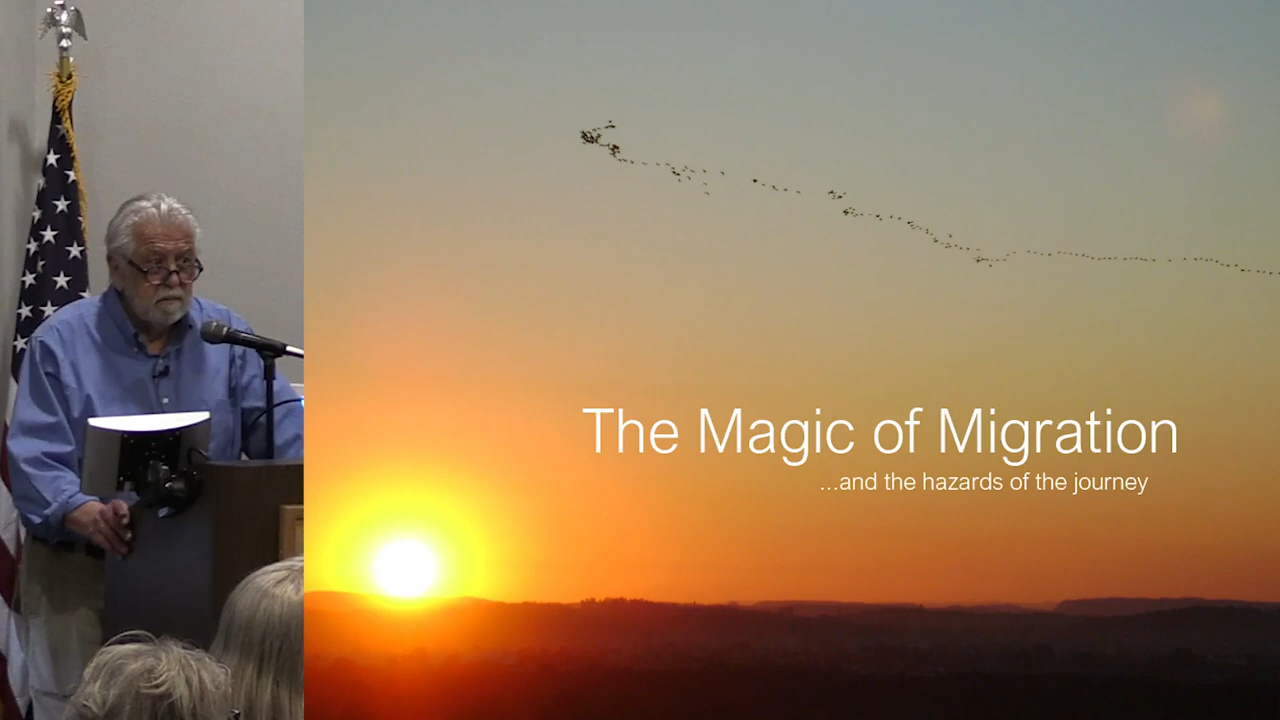 The Magic of Migration
...and the hazards of the journey